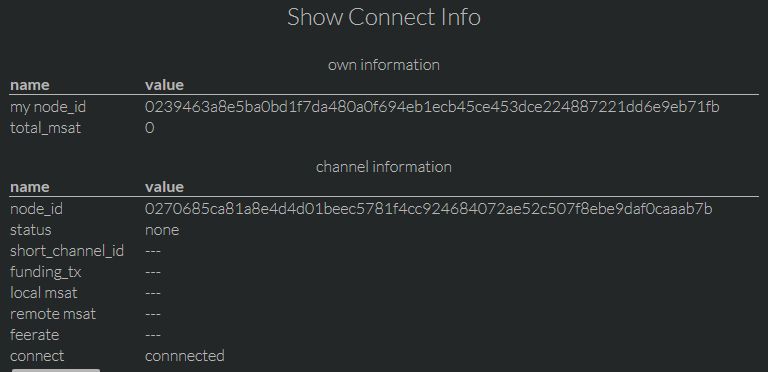 Show Connect Info
own information
name value
my node_id 0239463a8e5ba0bd1f7da480a0f694eb1ecb45ce453dce224887221dd6e9eb71fb
total_msat 0
channel information
name value
node_id 0270685ca81a8e4d4d01beec5781f4cc924684072ae52c507f8ebe9daf0caaab7b
status none
short_channel_id ---
funding_tx ---
local msat ---
remote msat ---
feerate ---
connect connnected